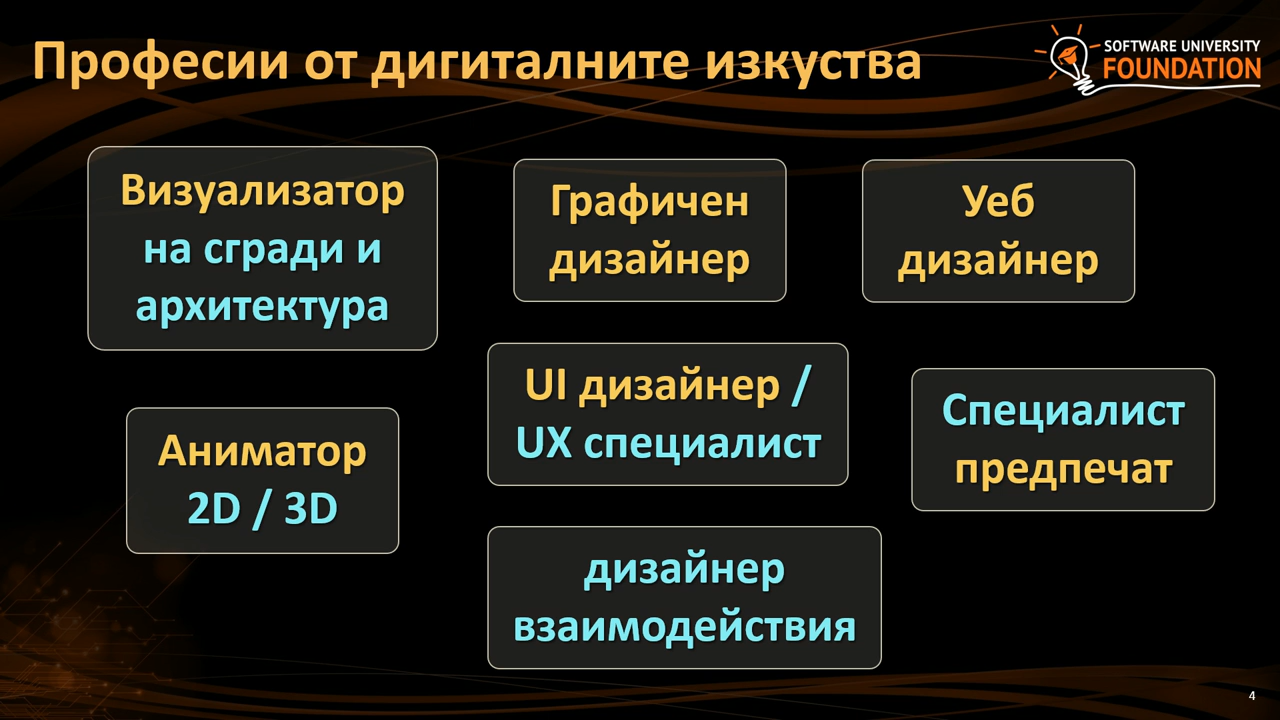 Професии от дигиталните изкуства
SOFTWARE UNIVERSITY
FOUNDATION
Визуализатор
на сгради и
архитектура
Графичен
дизайнер
Уеб
дизайнер
UI дизайнер /
UX специалист
Специалист
предпечат
Аниматор
2D / 3D
дизайнер
взаимодействия
4